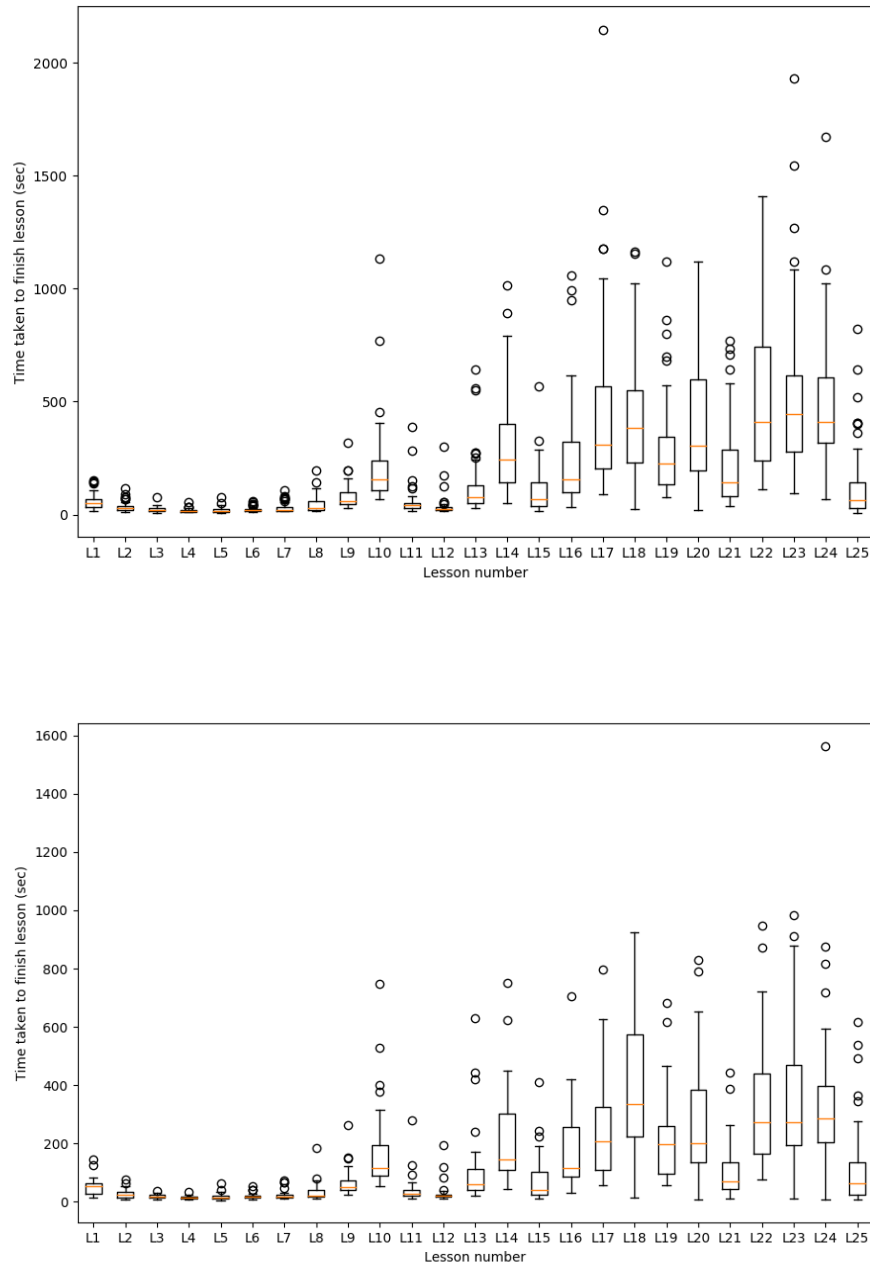 Time taken to finish lesson (sec)
2000
1500
1000
500
0
L1 L2 L3 L4 L5 L6 L7 L8 L9 L10 L11 L12 L13 L14 L15 L16 L17 L18 L19 L20 L21 L22 L23 L24 L25
Lesson number
Time taken to finish lesson (sec)
1600
1400
1200
1000
800
600
400
200
0
L1 L2 L3 L4 L5 L6 L7 L8 L9 L10 L11 L12 L13 L14 L15 L16 L17 L18 L19 L20 L21 L22 L23 L24 L25
Lesson number